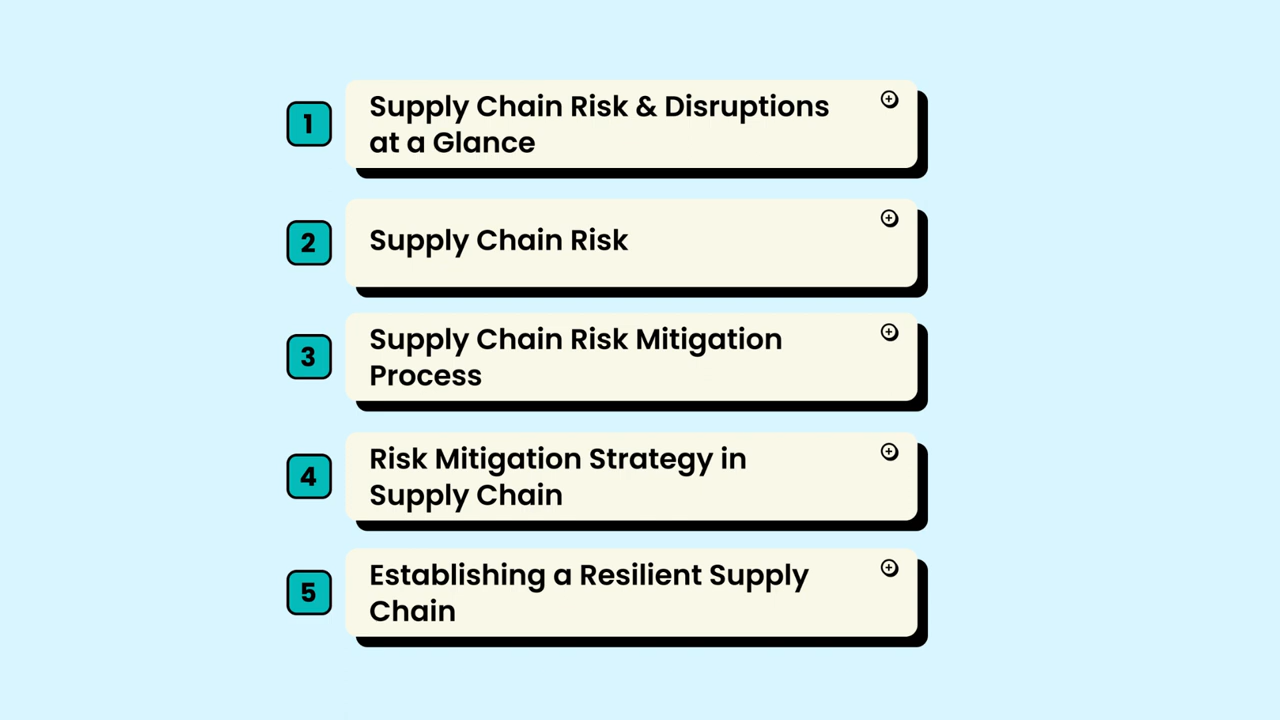 1
Supply Chain Risk & Disruptions
at a Glance
2
Supply Chain Risk
3
Supply Chain Risk Mitigation
Process
4
Risk Mitigation Strategy in
Supply Chain
5
Establishing a Resilient Supply
Chain